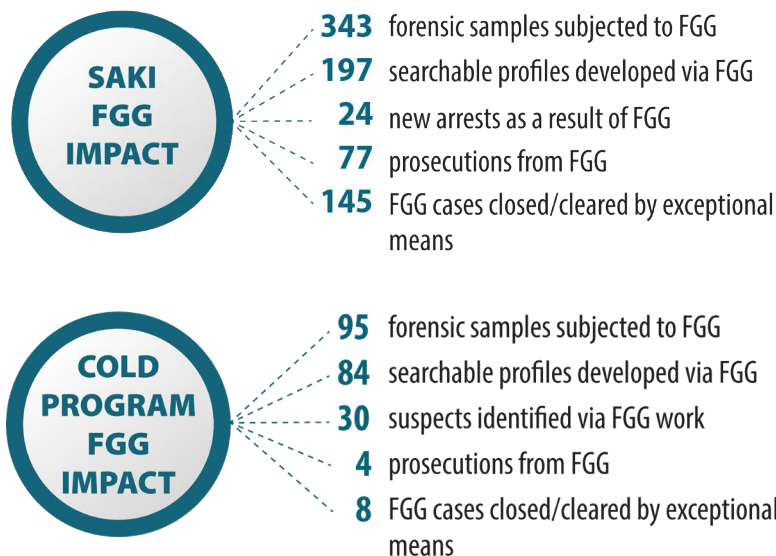 SAKI
FGG
IMPACT
343 forensic samples subjected to FGG
197 searchable profiles developed via FGG
24 new arrests as a result of FGG
77 prosecutions from FGG
145 FGG cases closed/cleared by exceptional
means
COLD
PROGRAM
FGG
IMPACT
95 forensic samples subjected to FGG
84 searchable profiles developed via FGG
30 suspects identified via FGG work
4 prosecutions from FGG
8 FGG cases closed/cleared by exceptional
means